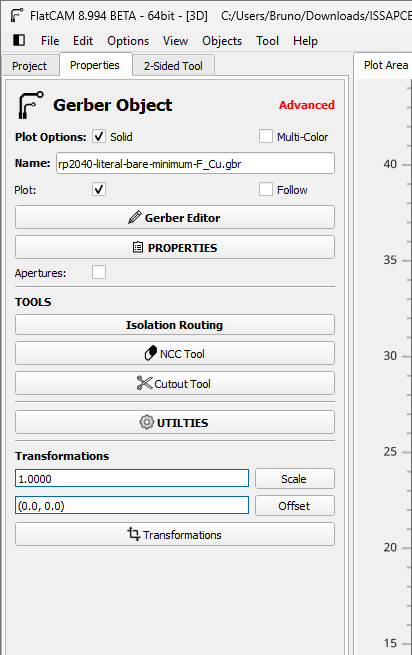 FlatCAM 8.994 BETA - 64bit - [3D] C:/Users/Bruno/Downloads/ISSAPCE
File Edit Options View Objects Tool Help
Project Properties 2-Sided Tool Plot Area
Gerber Object Advanced
Plot Options: Solid Multi-Color
Name: rp2040-literal-bare-minimum-F_Cu.gbr
Plot: Follow
Gerber Editor
PROPERTIES
Apertures:
TOOLS
Isolation Routing
NCC Tool
Cutout Tool
UTILTIES
Transformations
1.0000 Scale
(0.0, 0.0) Offset
Transformations
40
35
30
25
20
15